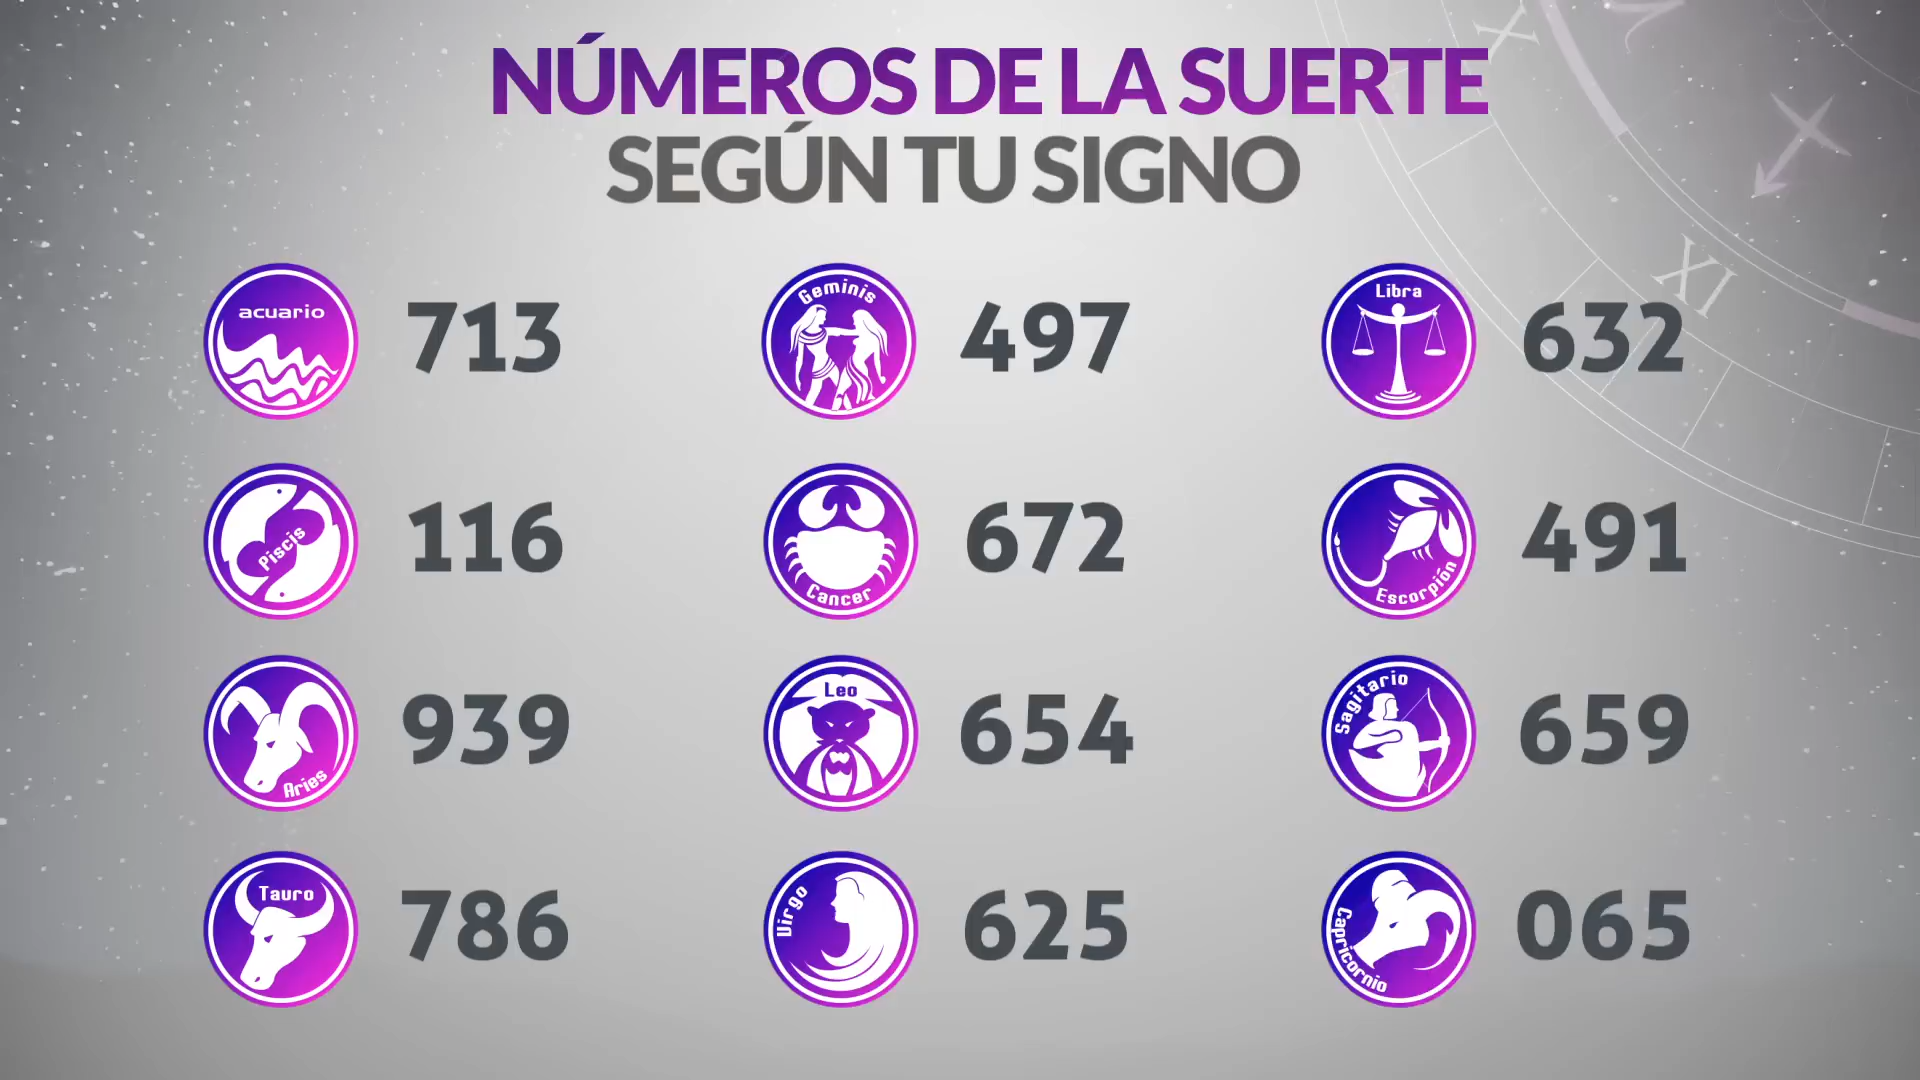 NÚMEROS DE LA SUERTE
SEGÚN TU SIGNO
X
XI
acuario 713
Geminis 497
Libra 632
Piscis 116
Cancer 672
Escorpión 491
Aries 939
Leo 654
Sagitario 659
Tauro 786
Virgo 625
Capricornio 065